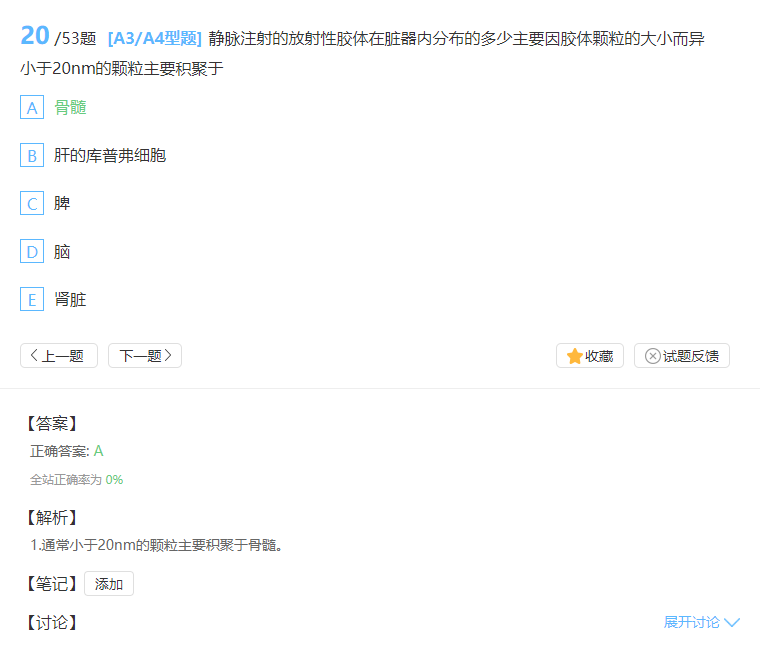 20 /53题 [A3/A4型题] 静脉注射的放射性胶体在脏器内分布的多少主要因胶体颗粒的大小而异
小于20nm的颗粒主要积聚于
A 骨髓
B 肝的库普弗细胞
C 脾
D 脑
E 肾脏
上一题 下一题 收藏 试题反馈
【答案】
正确答案: A
全站正确率为 0%
【解析】
1.通常小于20nm的颗粒主要积聚于骨髓。
【笔记】 添加
【讨论】 展开讨论